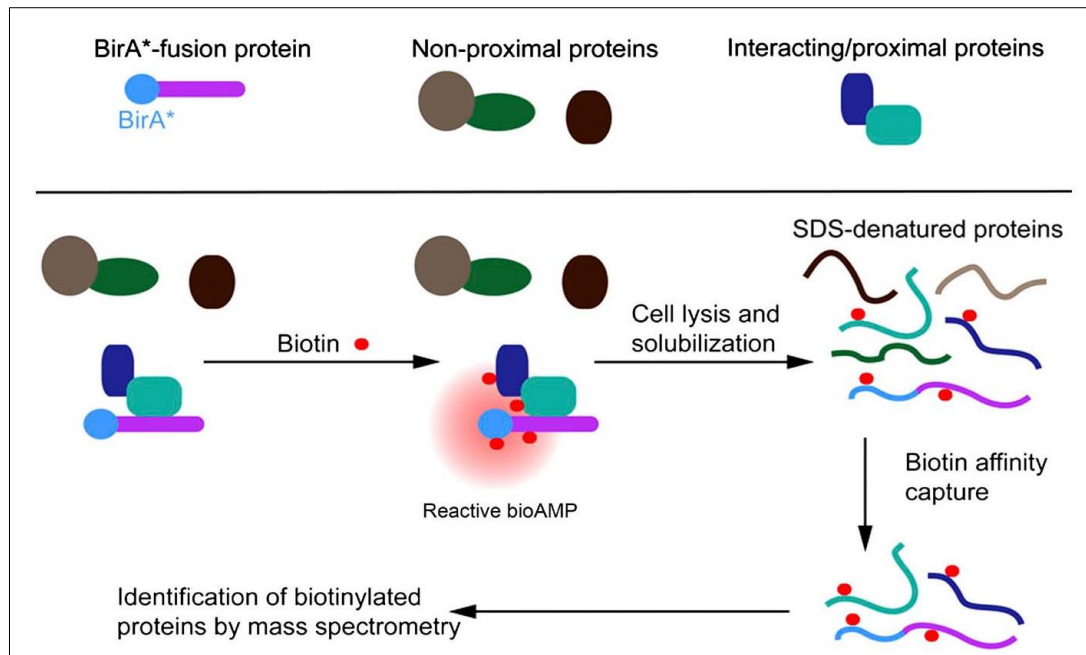 BirA*-fusion protein
Non-proximal proteins
Interacting/proximal proteins
BirA*
SDS-denatured proteins
Biotin
Cell lysis and
solubilization
Reactive bioAMP
Biotin affinity
capture
Identification of biotinylated
proteins by mass spectrometry